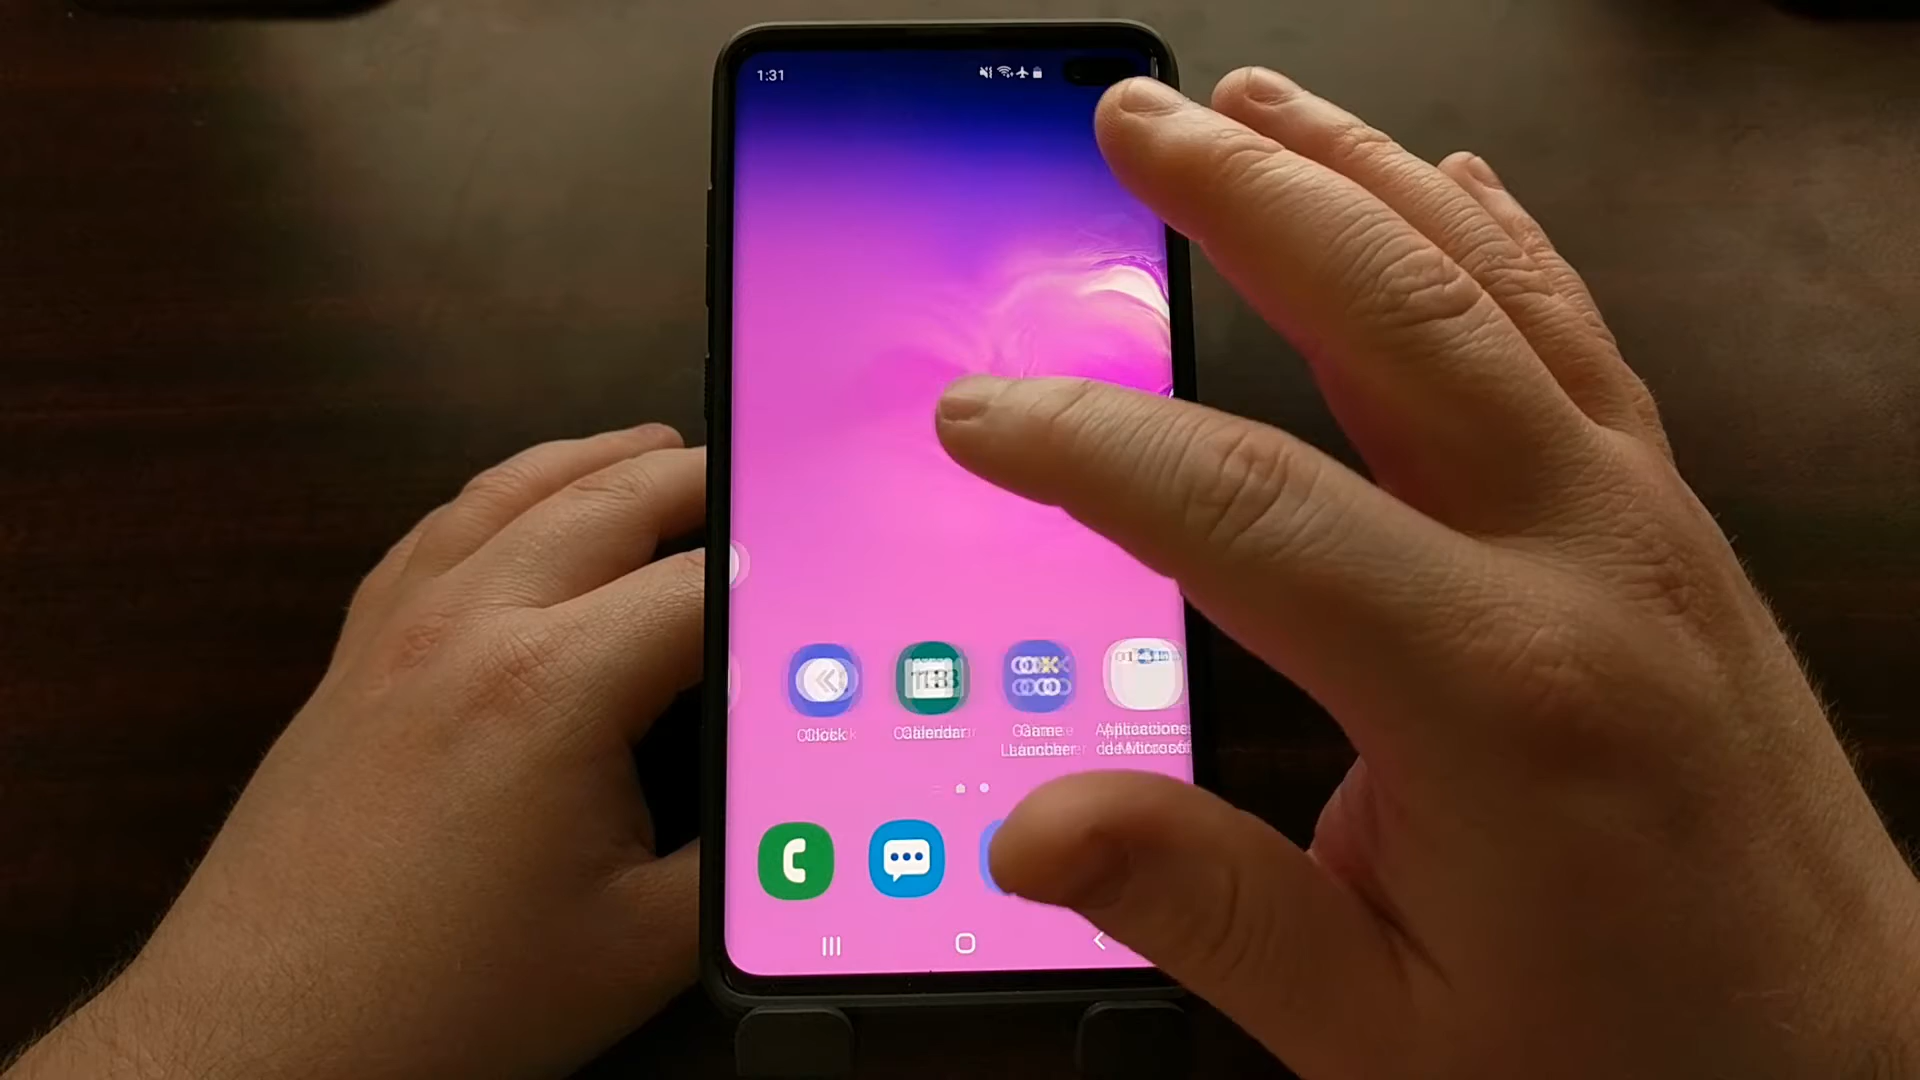 1:31
Clock
Calendar
Game
Launcher
Aplicaciones
de Microsoft